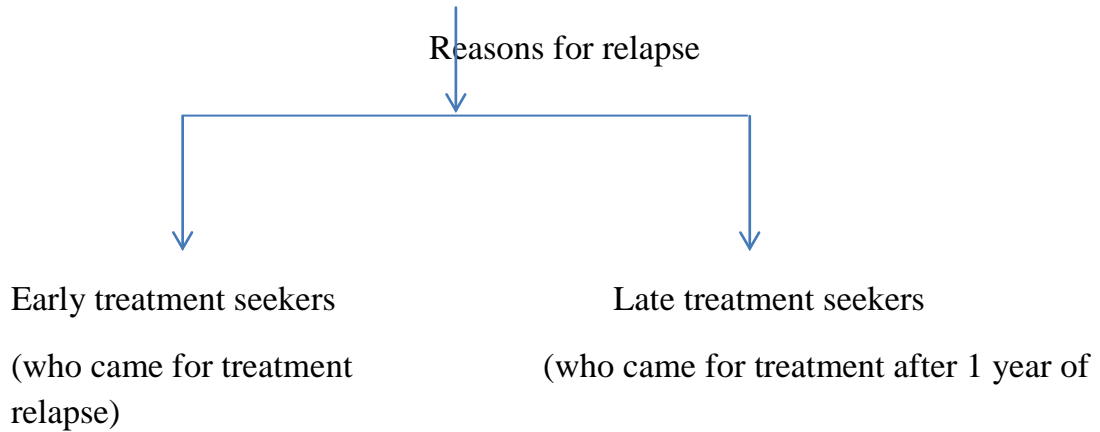 Reasons for relapse
Early treatment seekers Late treatment seekers
(who came for treatment (who came for treatment after 1 year of
relapse)